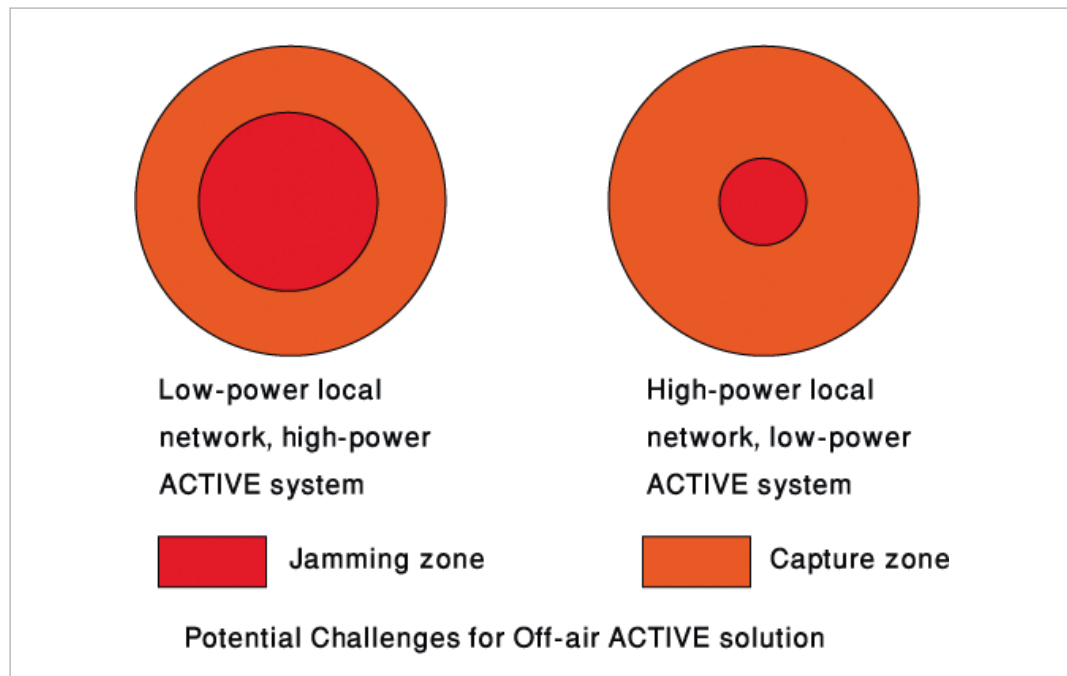 Low-power local
network, high-power
ACTIVE system
High-power local
network, low-power
ACTIVE system
Jamming zone
Capture zone
Potential Challenges for Off-air ACTIVE solution